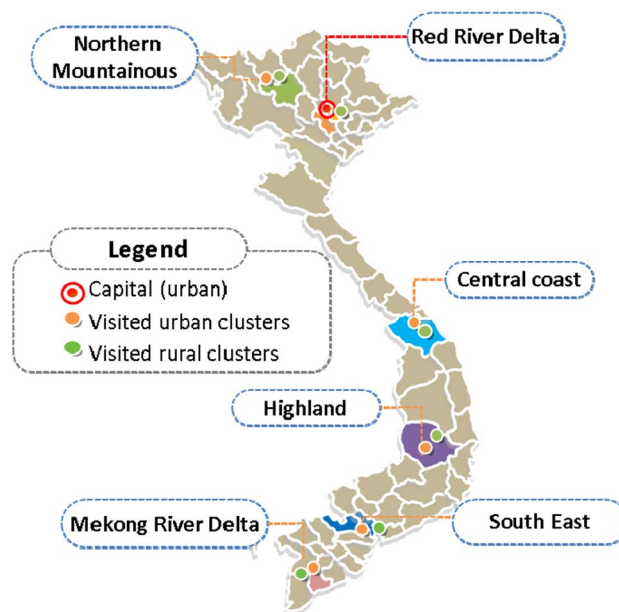 Northern
Mountainous
Red River Delta
Legend
Capital (urban)
Visited urban clusters
Visited rural clusters
Central coast
Highland
Mekong River Delta
South East